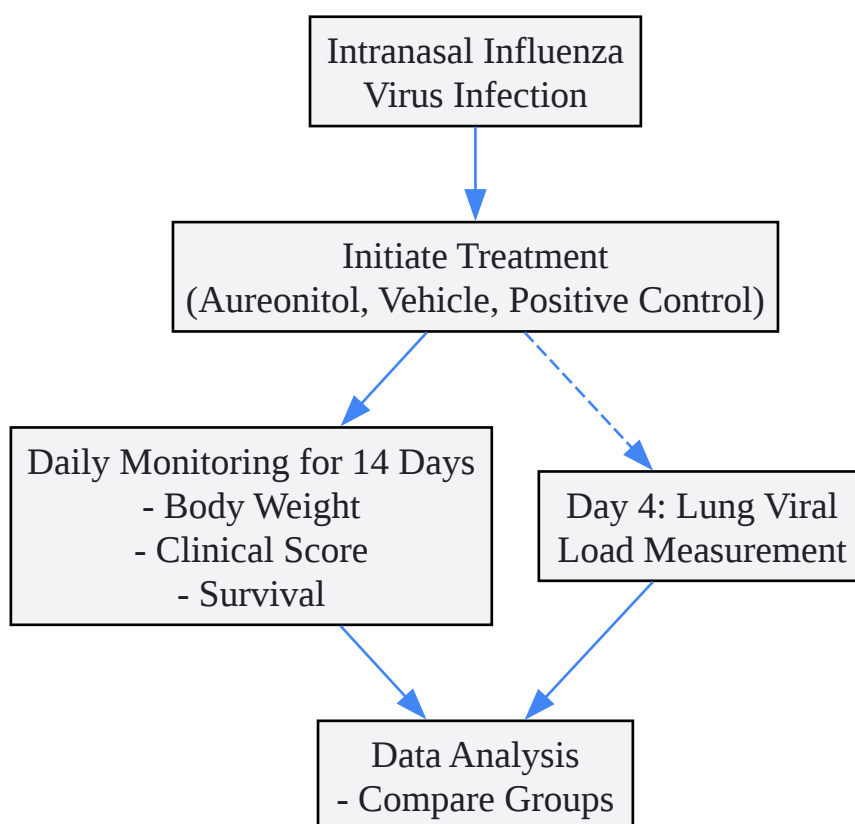 Intranasal Influenza
Virus Infection
Initiate Treatment
(Aureonitol, Vehicle, Positive Control)
Daily Monitoring for 14 Days
- Body Weight
- Clinical Score
- Survival
Day 4: Lung Viral
Load Measurement
Data Analysis
- Compare Groups